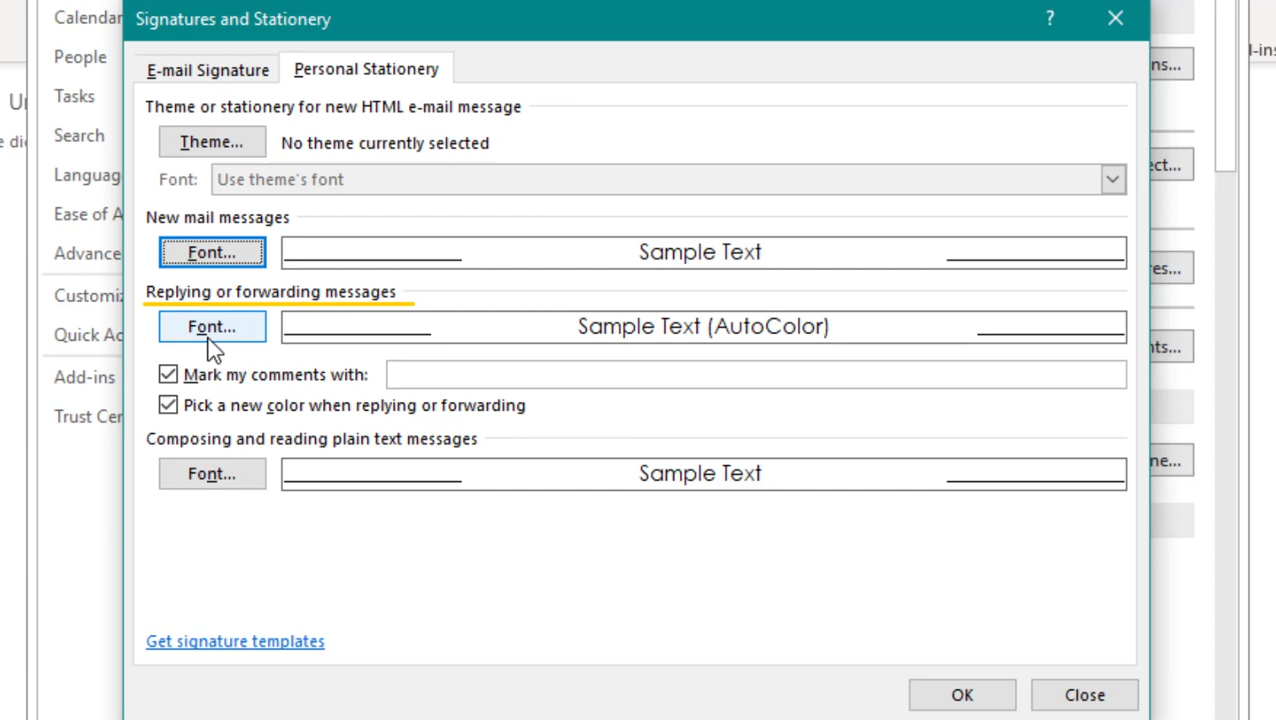 Signatures and Stationery
?
E-mail Signature
Personal Stationery
Theme or stationery for new HTML e-mail message
Theme...
No theme currently selected
Font:
Use theme's font
New mail messages
Font...
Sample Text
Replying or forwarding messages
Font...
Sample Text (AutoColor)
Mark my comments with:
Pick a new color when replying or forwarding
Composing and reading plain text messages
Font...
Sample Text
Get signature templates
OK
Close
Calendar
People
Tasks
Search
Languag
Ease of A
Advance
Customiz
Quick Ac
Add-ins
Trust Cer